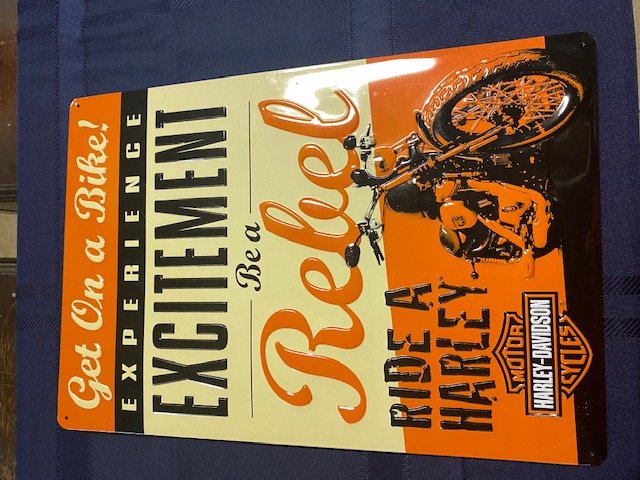 Get On a Bike!
EXPERIENCE
EXCITEMENT
Be a
Rebel
RIDE A
HARLEY
MOTOR
HARLEY-DAVIDSON
CYCLES